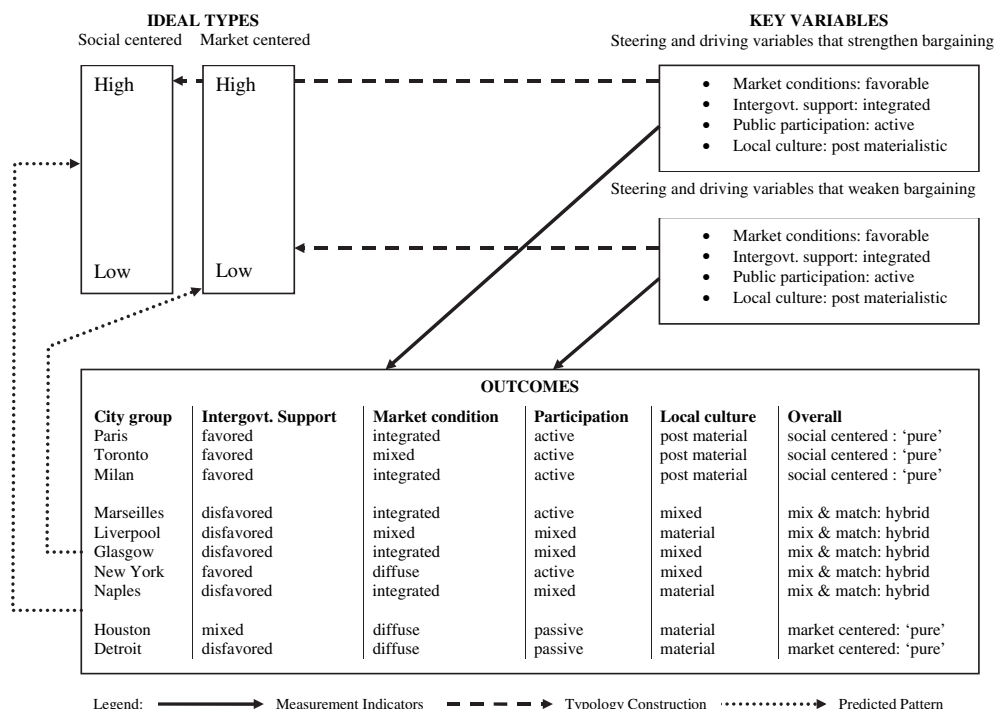 IDEAL TYPES
Social centered Market centered
High High
Low Low
KEY VARIABLES
Steering and driving variables that strengthen bargaining
• Market conditions: favorable
• Intergovt. support: integrated
• Public participation: active
• Local culture: post materialistic
Steering and driving variables that weaken bargaining
• Market conditions: favorable
• Intergovt. support: integrated
• Public participation: active
• Local culture: post materialistic
OUTCOMES
City group Intergovt. Support Market condition Participation Local culture Overall
Paris favored integrated active post material social centered : ‘pure’
Toronto favored mixed active post material social centered: ‘pure’
Milan favored integrated active post material social centered: ‘pure’
Marseilles disfavored integrated active mixed mix & match: hybrid
Liverpool disfavored mixed mixed material mix & match: hybrid
Glasgow disfavored integrated mixed mixed mix & match: hybrid
New York favored diffuse active mixed mix & match: hybrid
Naples disfavored integrated mixed material mix & match: hybrid
Houston mixed diffuse passive material market centered: ‘pure’
Detroit disfavored diffuse passive material market centered: ‘pure’
Legend: Measurement Indicators Typology Construction Predicted Pattern